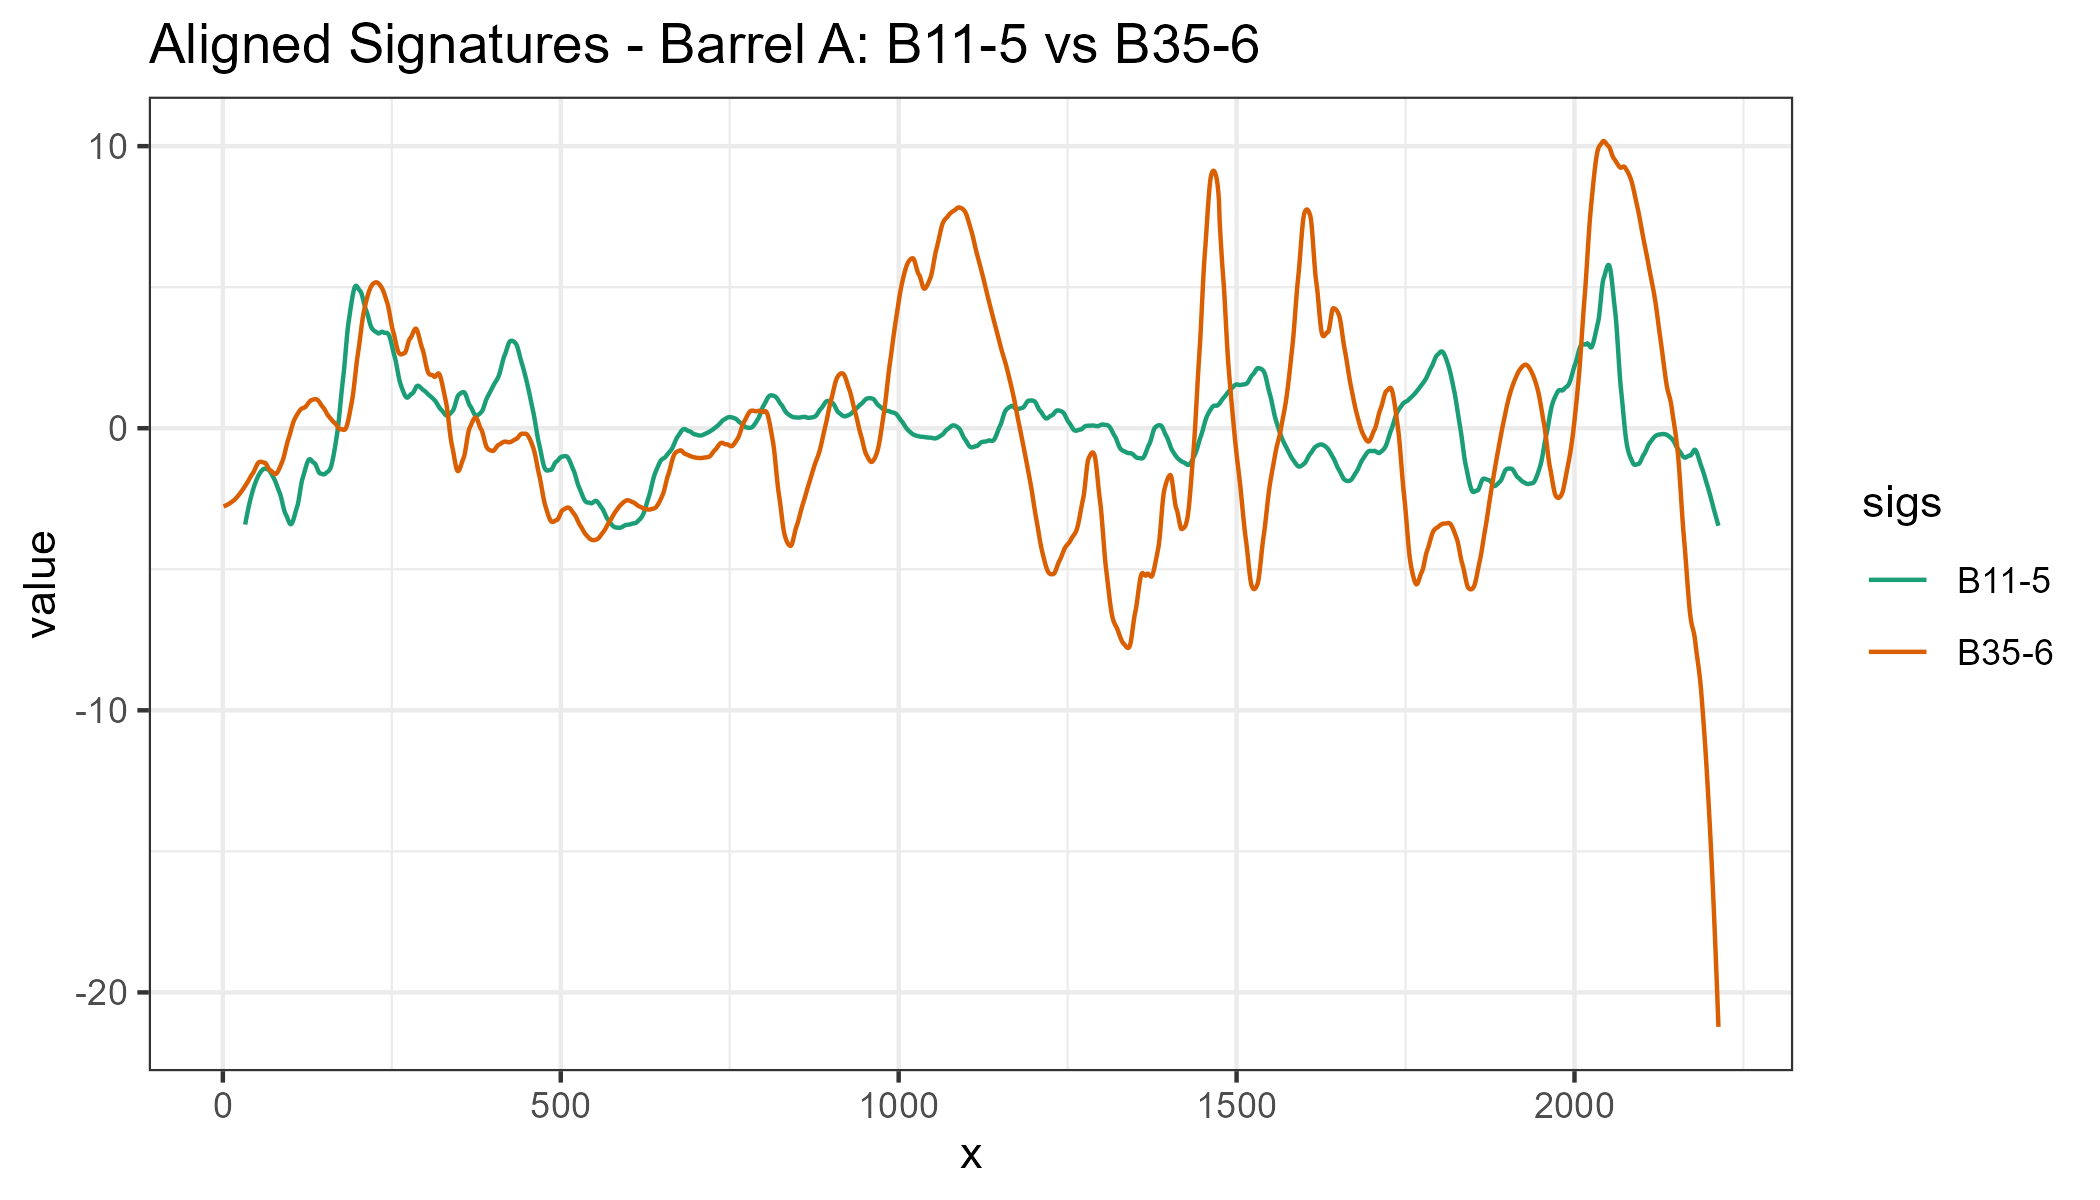 Aligned Signatures - Barrel A: B11-5 vs B35-6
10
0
-10
-20
value
0 500 1000 1500 2000
x
sigs
B11-5
B35-6